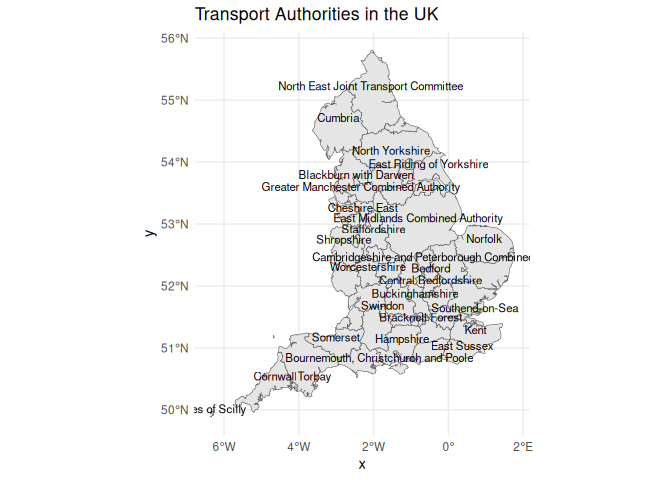 Transport Authorities in the UK
56°N
North East Joint Transport Committee
55°N
Cumbria
North Yorkshire
54°N
East Riding of Yorkshire
Blackburn with Darwen
Greater Manchester Combined Authority
Cheshire East
53°N
East Midlands Combined Authority
Staffordshire
Shropshire
Norfolk
Cambridgeshire and Peterborough Combined
Worcestershire
Bedford
52°N
Central Bedfordshire
Buckinghamshire
Swindon
Southend-on-Sea
Bracknell Forest
Kent
Somerset
Hampshire
51°N
East Sussex
Bournemouth, Christchurch and Poole
Cornwall
Torbay
50°N
es of Scilly
6°W
4°W
2°W
0°
2°E
x
y